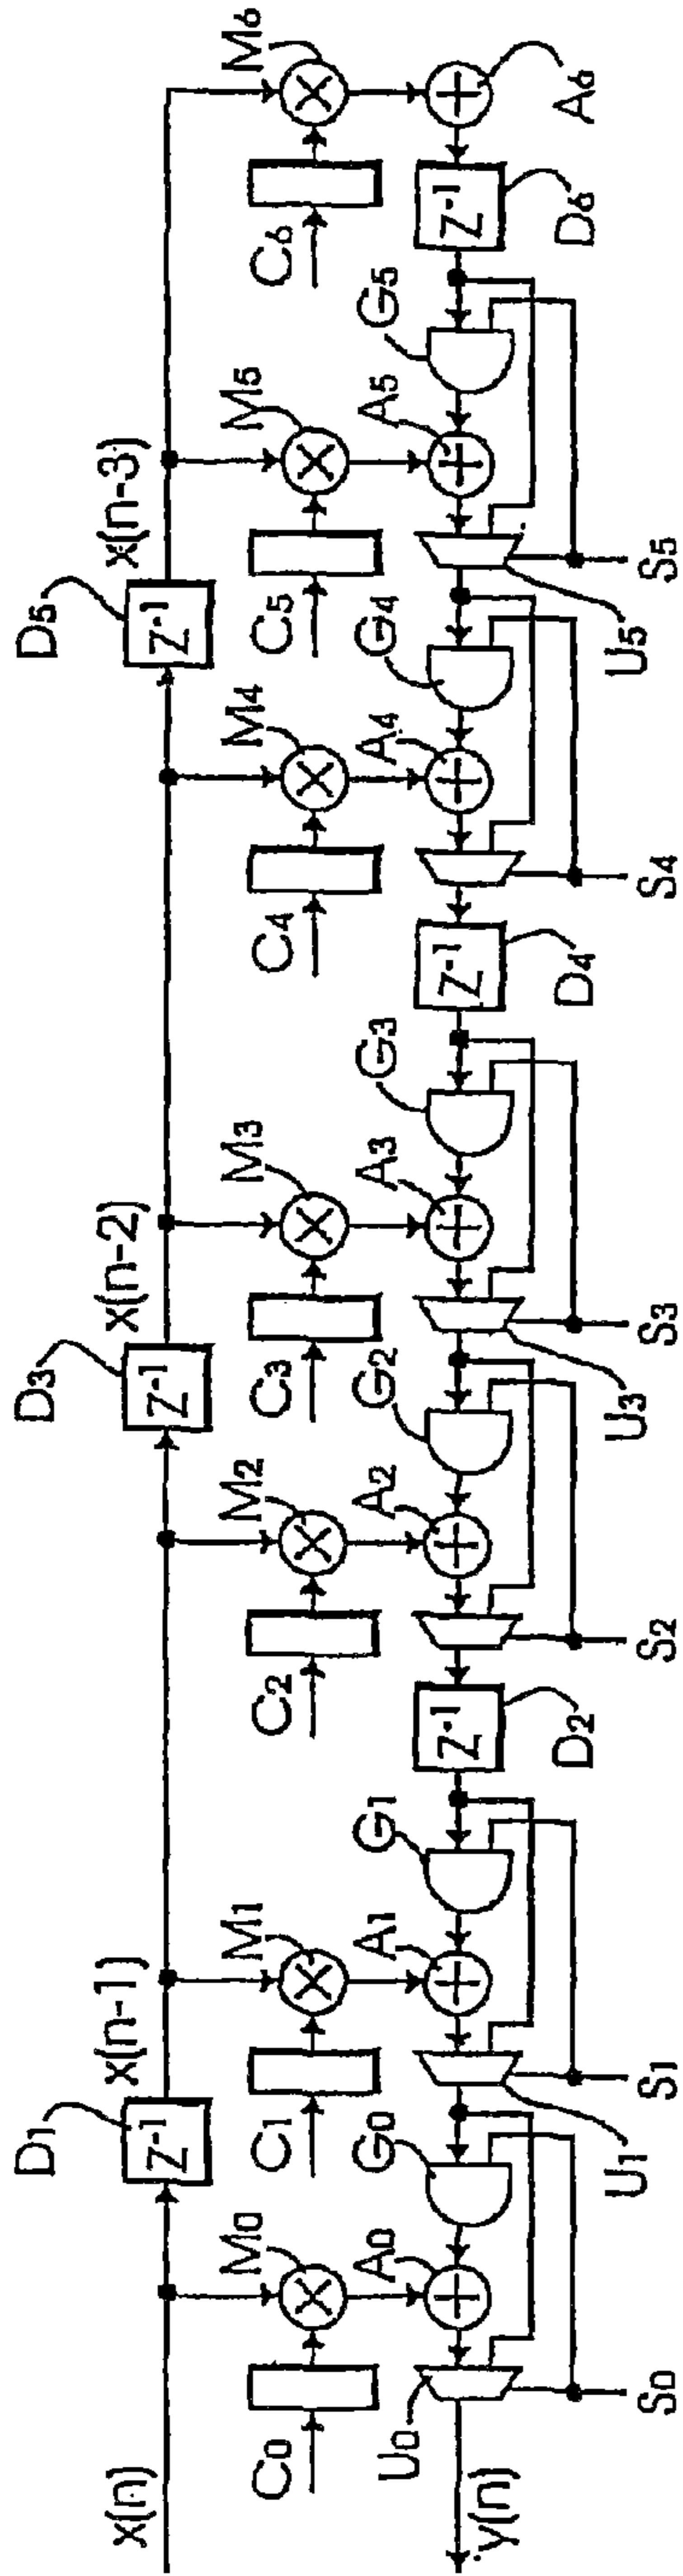 D1 D3 D5
x(n) x(n-1) x(n-2) x(n-3)
Z-1 Z-1 Z-1
M0 M1 M2 M3 M4 M5 M6
C0 C1 C2 C3 C4 C5 C6
U0 A0 G0 A1 G1 A2 G2 A3 G3 A4 G4 A5 G5
Z-1 Z-1 Z-1
y(n)
D2 D4 D6 A6
S0 U1 S1 S2 U3 S3 S4 U5 S5